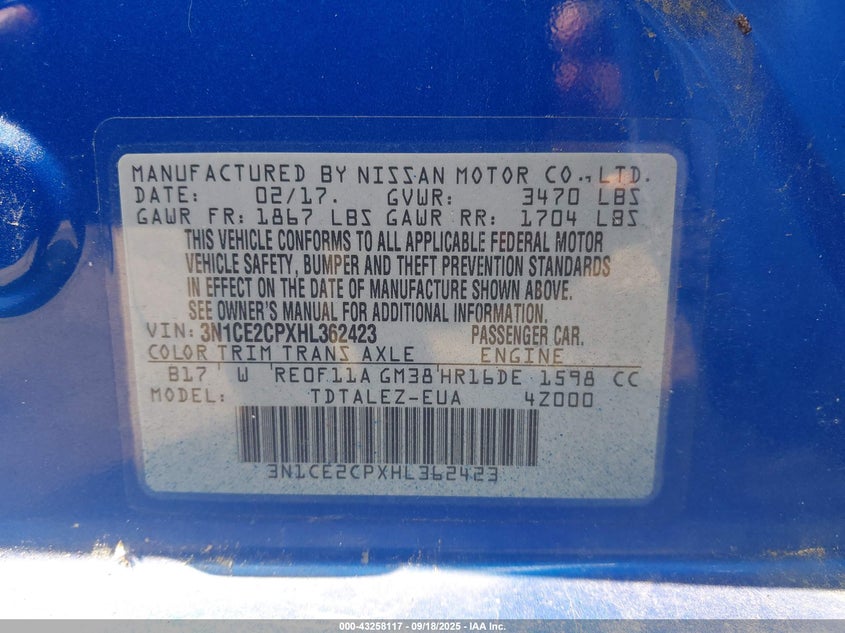 MANUFACTURED BY NISSAN MOTOR CO., LTD.
DATE: 02/17. GVWR: 3470 LBS
GAWR FR: 1867 LBS GAWR RR: 1704 LBS
THIS VEHICLE CONFORMS TO ALL APPLICABLE FEDERAL MOTOR
VEHICLE SAFETY, BUMPER AND THEFT PREVENTION STANDARDS
IN EFFECT ON THE DATE OF MANUFACTURE SHOWN ABOVE.
SEE OWNER'S MANUAL FOR ADDITIONAL INFORMATION.
VIN: 3N1CE2CPXHL362423 PASSENGER CAR.
COLOR TRIM TRANS AXLE ENGINE
B17 W RE0F11A GM38 HR16DE 1598 CC
MODEL: TDTALEZ-EUA 4Z000
3N1CE2CPXHL362423
000-43258117 - 09/18/2025 - IAA Inc.